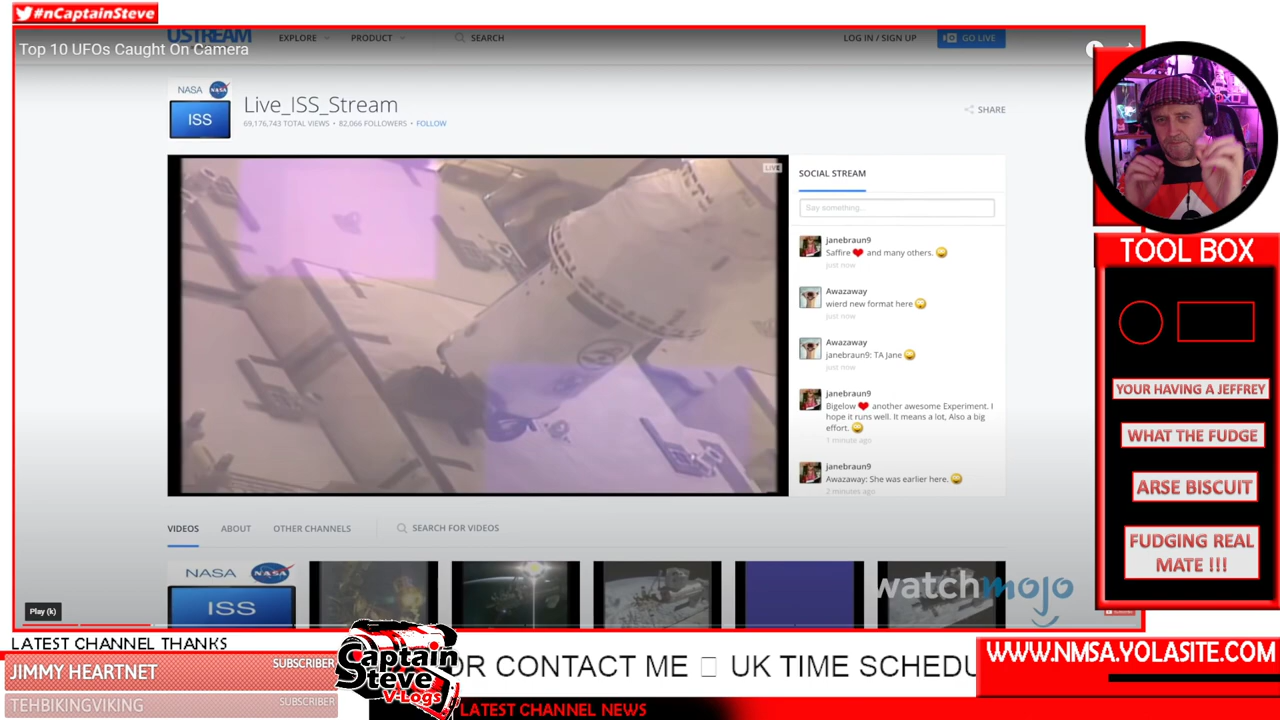 #nCaptainSteve
USTREAM
EXPLORE
PRODUCT
SEARCH
LOG IN / SIGN UP
GO LIVE
Top 10 UFOs Caught On Camera
NASA
NASA
ISS
Live_ISS_Stream
69,176,743 TOTAL VIEWS • 82,066 FOLLOWERS • FOLLOW
SHARE
LIVE
SOCIAL STREAM
Say something...
janebraun9
Saffire ❤ and many others.
just now
Awazaway
wierd new format here
just now
Awazaway
janebraun9: TA Jane
just now
janebraun9
Bigelow ❤ another awesome Experiment. I
hope it runs well. It means a lot, Also a big
effort.
1 minute ago
janebraun9
Awazaway: She was earlier here.
2 minutes ago
VIDEOS
ABOUT
OTHER CHANNELS
SEARCH FOR VIDEOS
NASA
NASA
ISS
watchmojo
Play (k)
TOOL BOX
YOUR HAVING A JEFFREY
WHAT THE FUDGE
ARSE BISCUIT
FUDGING REAL
MATE !!!
LATEST CHANNEL THANKS
JIMMY HEARTNET
SUBSCRIBER
TEHBIKINGVIKING
SUBSCRIBER
Captain
Steve
V-Logs
OR CONTACT ME UK TIME SCHEDU
WWW.NMSA.YOLASITE.COM
LATEST CHANNEL NEWS